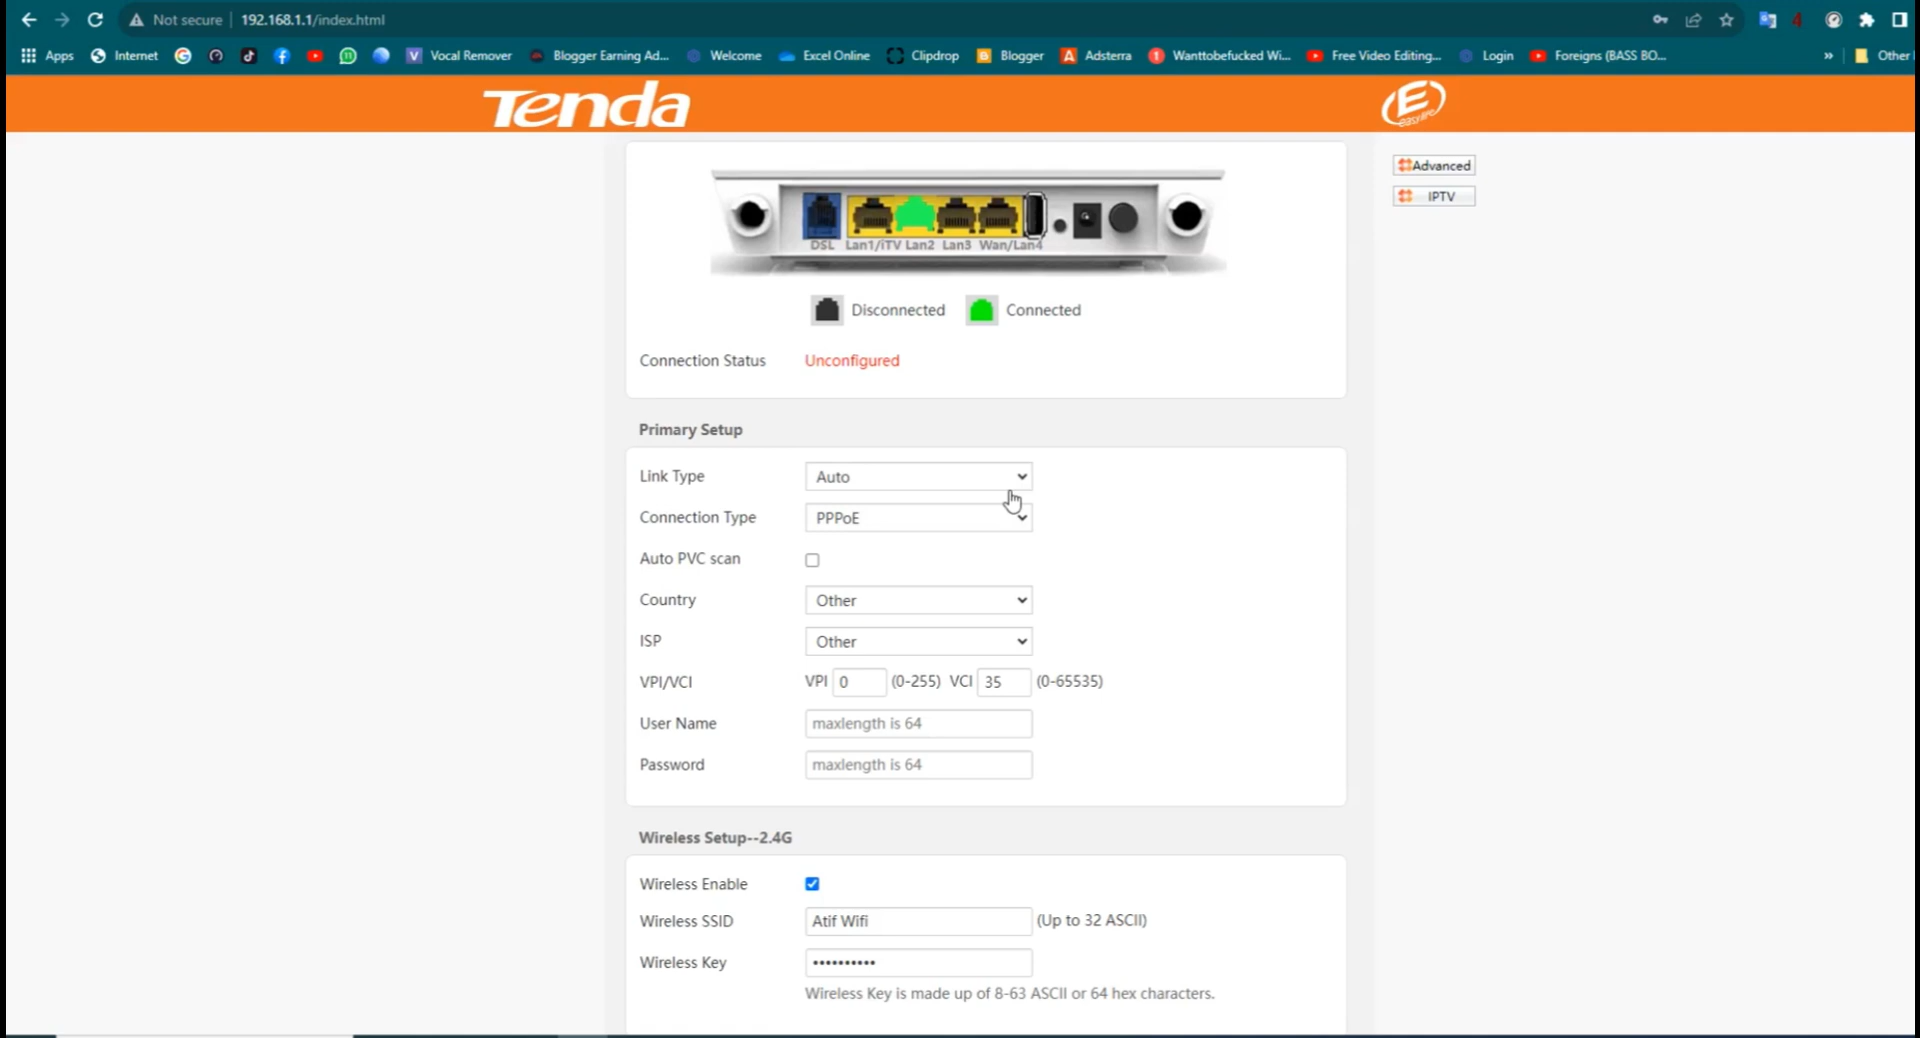 Not secure | 192.168.1.1/index.html
Apps Internet Vocal Remover Blogger Earning Ad... Welcome Excel Online Clipdrop Blogger Adsterra Wanttobefucked Wi... Free Video Editing... Login Foreigns (BASS BO... » Other
Tenda
easylife
Advanced
IPTV
DSL Lan1/iTV Lan2 Lan3 Wan/Lan4
Disconnected Connected
Connection Status Unconfigured
Primary Setup
Link Type Auto
Connection Type PPPoE
Auto PVC scan
Country Other
ISP Other
VPI/VCI VPI 0 (0-255) VCI 35 (0-65535)
User Name maxlength is 64
Password maxlength is 64
Wireless Setup--2.4G
Wireless Enable
Wireless SSID Atif Wifi (Up to 32 ASCII)
Wireless Key ••••••••••
Wireless Key is made up of 8-63 ASCII or 64 hex characters.